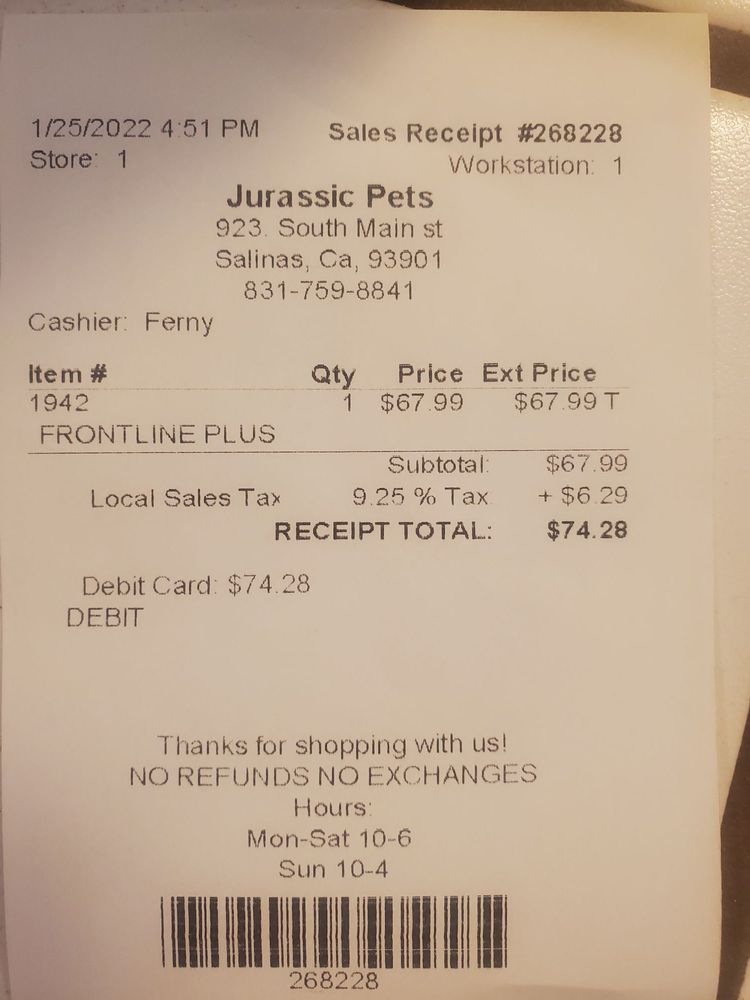 1/25/2022 4:51 PM Sales Receipt #268228
Store: 1 Workstation: 1
Jurassic Pets
923. South Main st
Salinas, Ca, 93901
831-759-8841
Cashier: Ferny
Item # Qty Price Ext Price
1942 1 $67.99 $67.99 T
FRONTLINE PLUS
Subtotal: $67.99
Local Sales Tax 9.25 % Tax: + $6.29
RECEIPT TOTAL: $74.28
Debit Card: $74.28
DEBIT
Thanks for shopping with us!
NO REFUNDS NO EXCHANGES
Hours:
Mon-Sat 10-6
Sun 10-4
268228